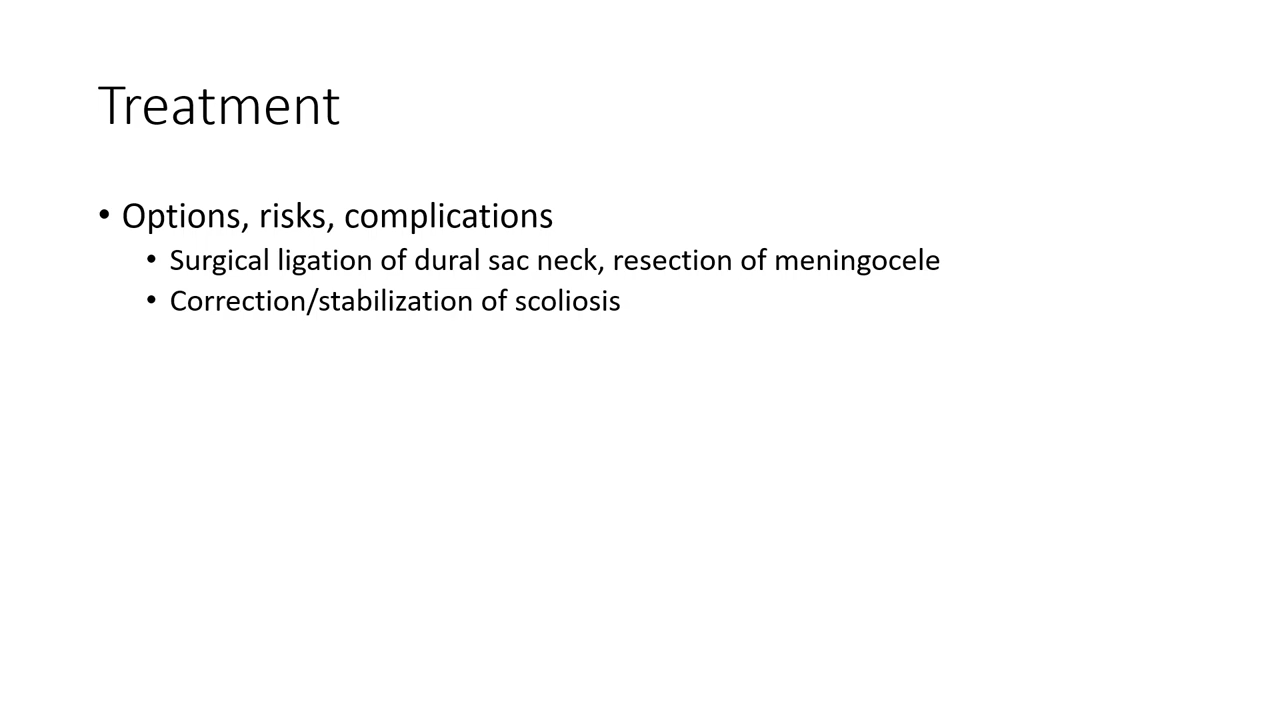 Treatment
• Options, risks, complications
• Surgical ligation of dural sac neck, resection of meningocele
• Correction/stabilization of scoliosis